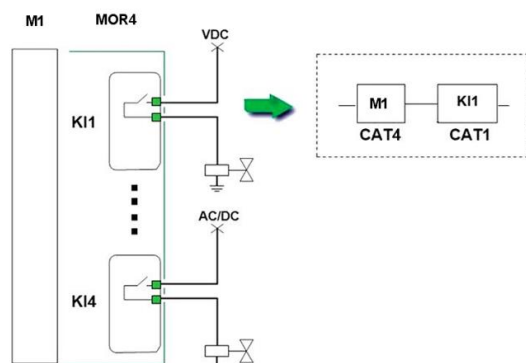 M1 MOR4
VDC
KI1
M1 KI1
CAT4 CAT1
AC/DC
KI4